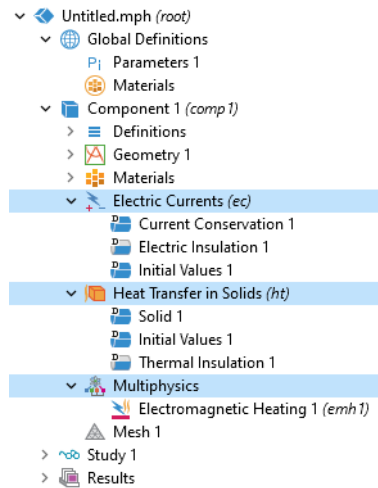 Untitled.mph (root)
Global Definitions
Pi Parameters 1
Materials
Component 1 (comp1)
Definitions
Geometry 1
Materials
Electric Currents (ec)
D Current Conservation 1
D Electric Insulation 1
D Initial Values 1
Heat Transfer in Solids (ht)
D Solid 1
D Initial Values 1
D Thermal Insulation 1
Multiphysics
Electromagnetic Heating 1 (emh1)
Mesh 1
Study 1
Results